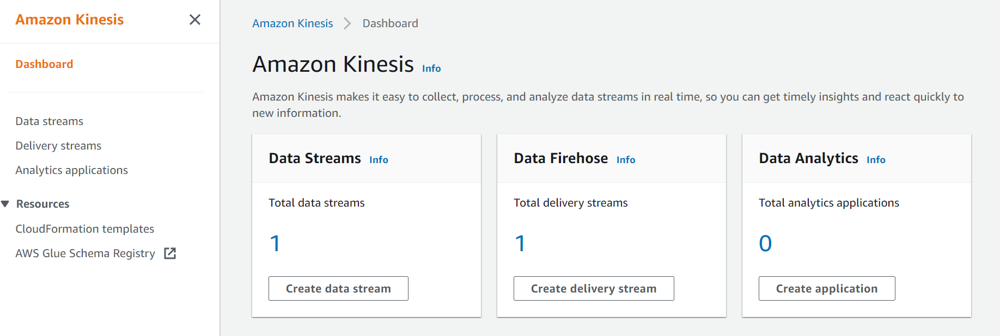 Amazon Kinesis
Dashboard
Data streams
Delivery streams
Analytics applications
Resources
CloudFormation templates
AWS Glue Schema Registry
Amazon Kinesis Dashboard
Amazon Kinesis Info
Amazon Kinesis makes it easy to collect, process, and analyze data streams in real time, so you can get timely insights and react quickly to
new information.
Data Streams Info
Total data streams
1
Create data stream
Data Firehose Info
Total delivery streams
1
Create delivery stream
Data Analytics Info
Total analytics applications
0
Create application